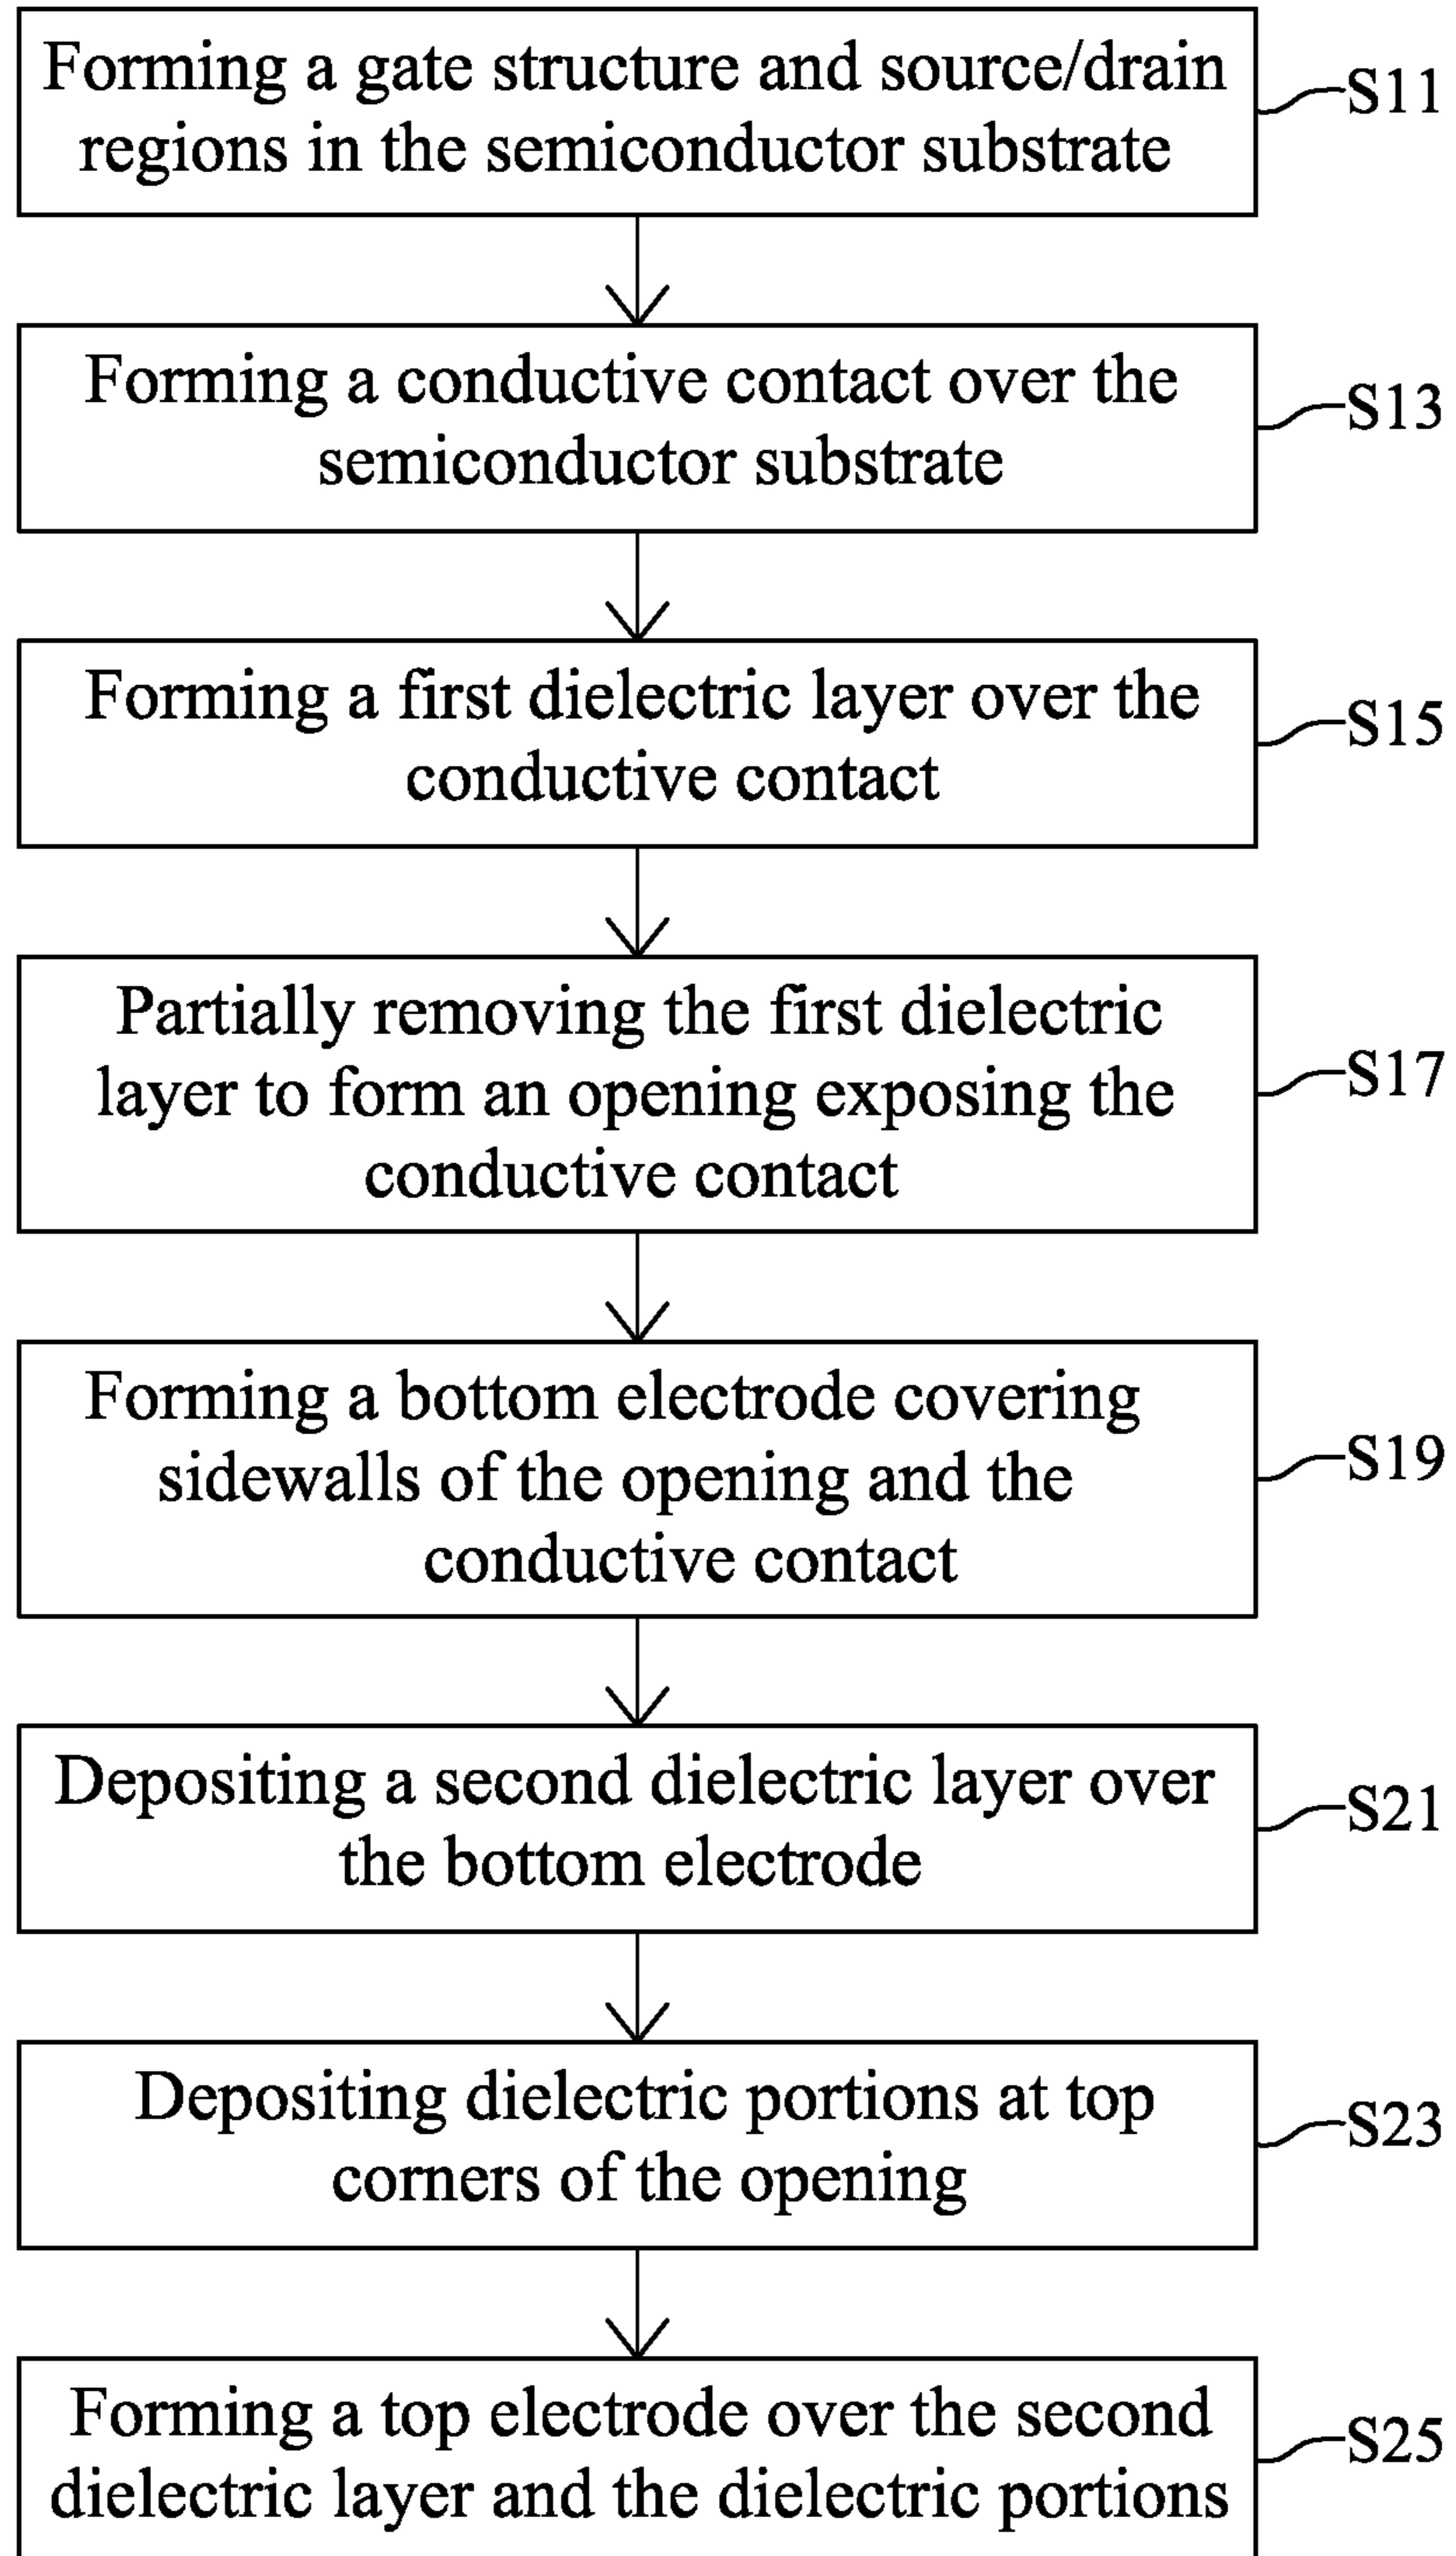 Forming a gate structure and source/drain
regions in the semiconductor substrate
S11
Forming a conductive contact over the
semiconductor substrate
S13
Forming a first dielectric layer over the
conductive contact
S15
Partially removing the first dielectric
layer to form an opening exposing the
conductive contact
S17
Forming a bottom electrode covering
sidewalls of the opening and the
conductive contact
S19
Depositing a second dielectric layer over
the bottom electrode
S21
Depositing dielectric portions at top
corners of the opening
S23
Forming a top electrode over the second
dielectric layer and the dielectric portions
S25